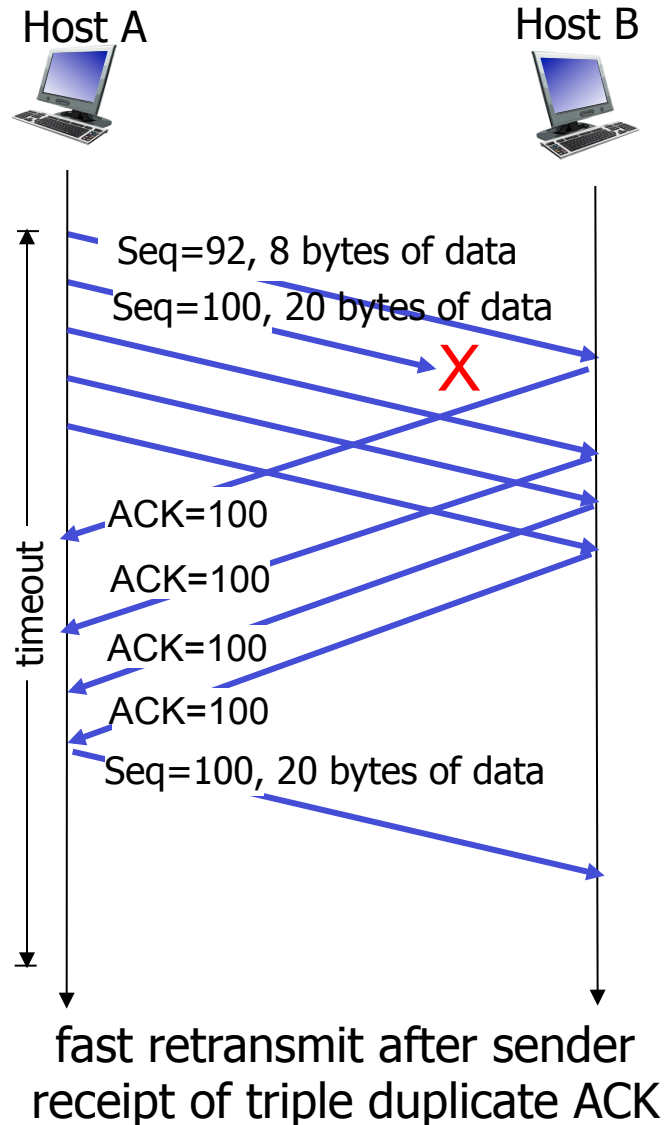 Host A
Host B
Seq=92, 8 bytes of data
Seq=100, 20 bytes of data
X
ACK=100
timeout
ACK=100
ACK=100
ACK=100
Seq=100, 20 bytes of data
fast retransmit after sender
receipt of triple duplicate ACK